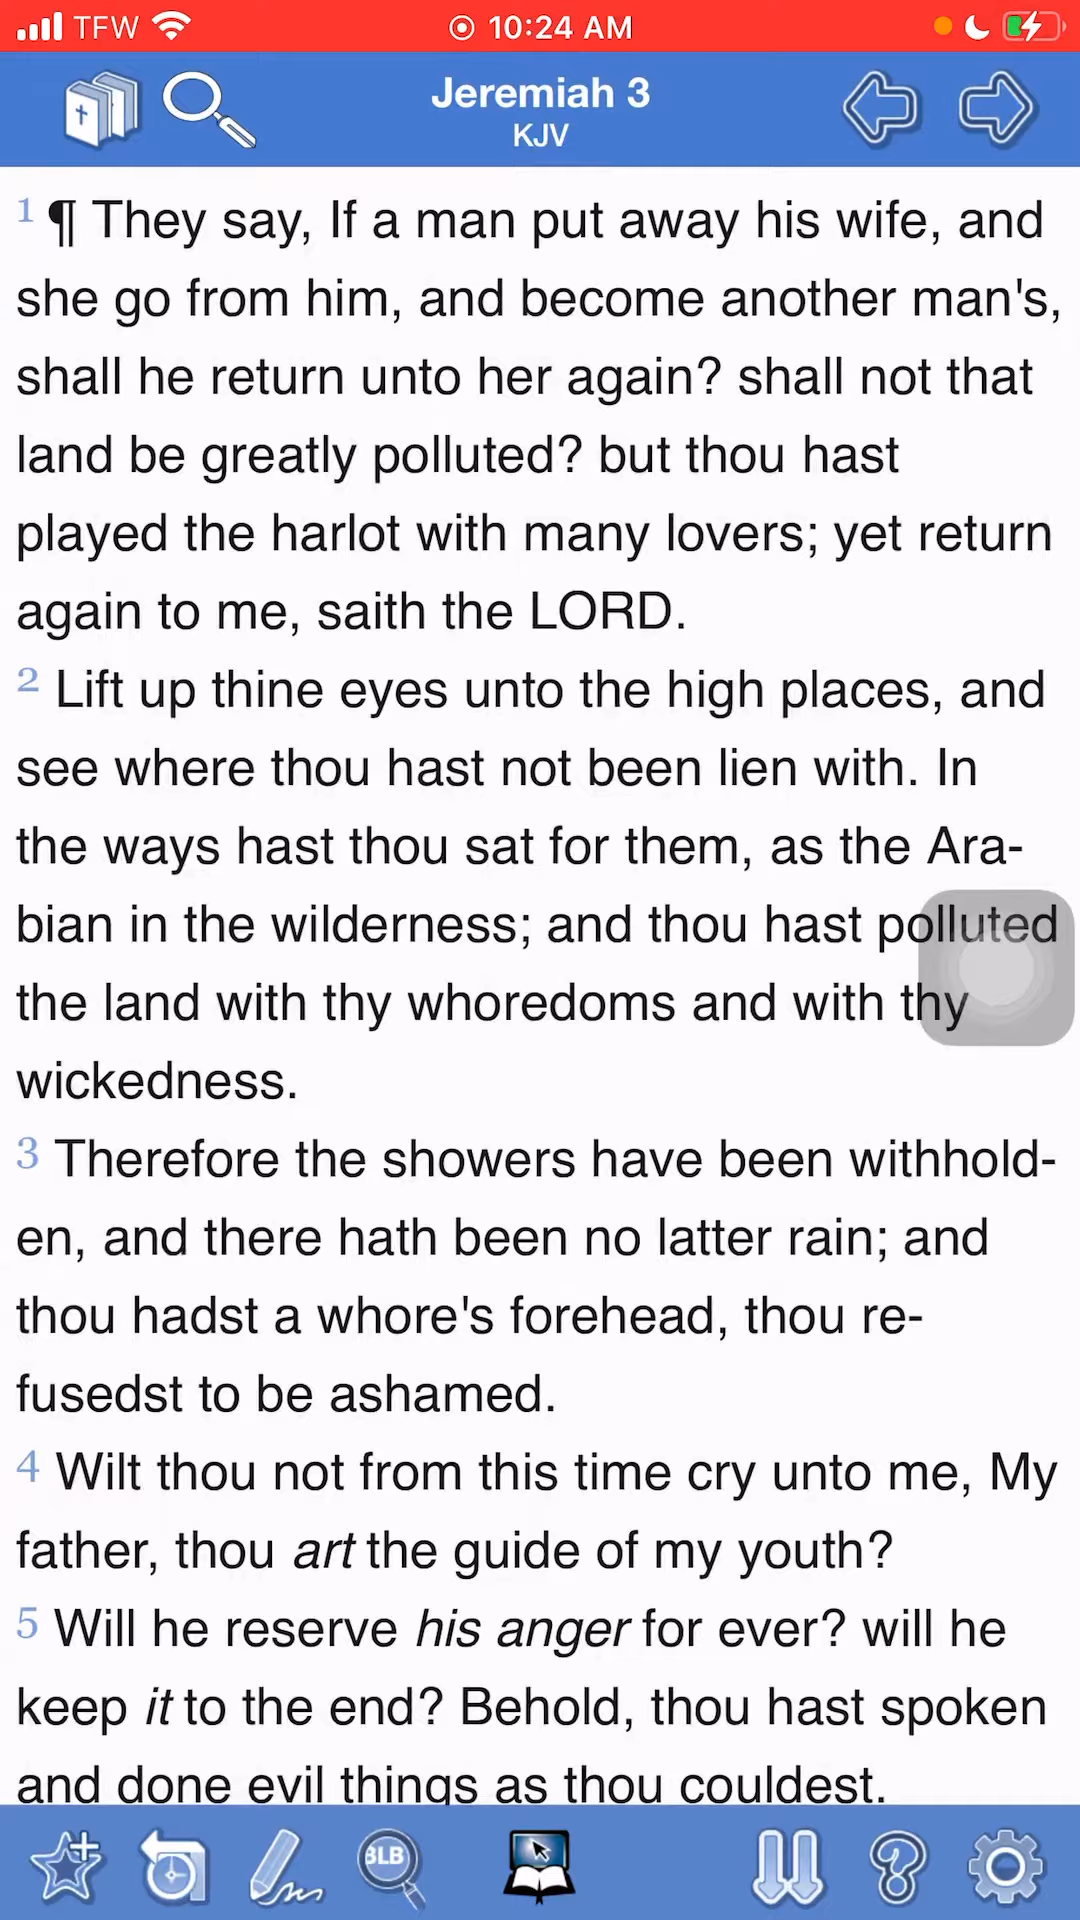 TFW 10:24 AM
Jeremiah 3
KJV
1 ¶ They say, If a man put away his wife, and
she go from him, and become another man's,
shall he return unto her again? shall not that
land be greatly polluted? but thou hast
played the harlot with many lovers; yet return
again to me, saith the LORD.
2 Lift up thine eyes unto the high places, and
see where thou hast not been lien with. In
the ways hast thou sat for them, as the Ara-
bian in the wilderness; and thou hast polluted
the land with thy whoredoms and with thy
wickedness.
3 Therefore the showers have been withhold-
en, and there hath been no latter rain; and
thou hadst a whore's forehead, thou re-
fusedst to be ashamed.
4 Wilt thou not from this time cry unto me, My
father, thou art the guide of my youth?
5 Will he reserve his anger for ever? will he
keep it to the end? Behold, thou hast spoken
and done evil things as thou couldest.
BLB